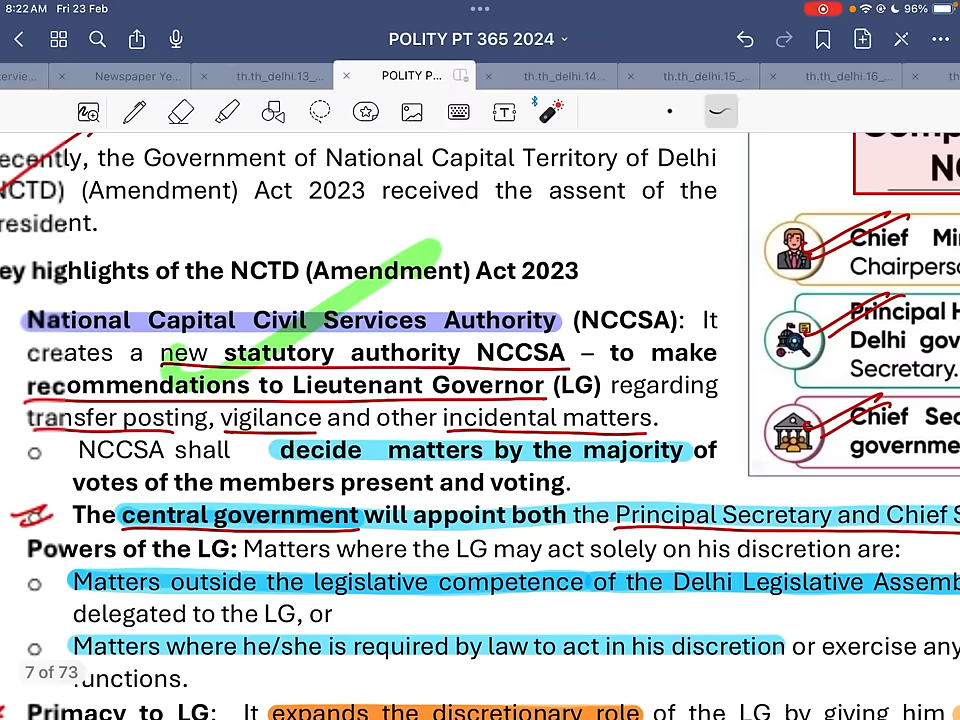 8:22 AM Fri 23 Feb
96%
POLITY PT 365 2024
Newspaper Ye...
th.th_delhi.13_...
POLITY P...
th.th_delhi.14...
th.th_delhi.15_...
th.th_delhi.16_...
ecently, the Government of National Capital Territory of Delhi
NCTD) (Amendment) Act 2023 received the assent of the
resident.
ey highlights of the NCTD (Amendment) Act 2023
National Capital Civil Services Authority (NCCSA): It
creates a new statutory authority NCCSA – to make
recommendations to Lieutenant Governor (LG) regarding
transfer posting, vigilance and other incidental matters.
NCCSA shall decide matters by the majority of
votes of the members present and voting.
The central government will appoint both the Principal Secretary and Chief S
Powers of the LG: Matters where the LG may act solely on his discretion are:
Matters outside the legislative competence of the Delhi Legislative Assemb
delegated to the LG, or
Matters where he/she is required by law to act in his discretion or exercise any
functions.
Primacy to LG: It expands the discretionary role of the LG by giving him
7 of 73
Chief Mi
Chairperso
Principal H
Delhi gov
Secretary.
Chief Sec
governme